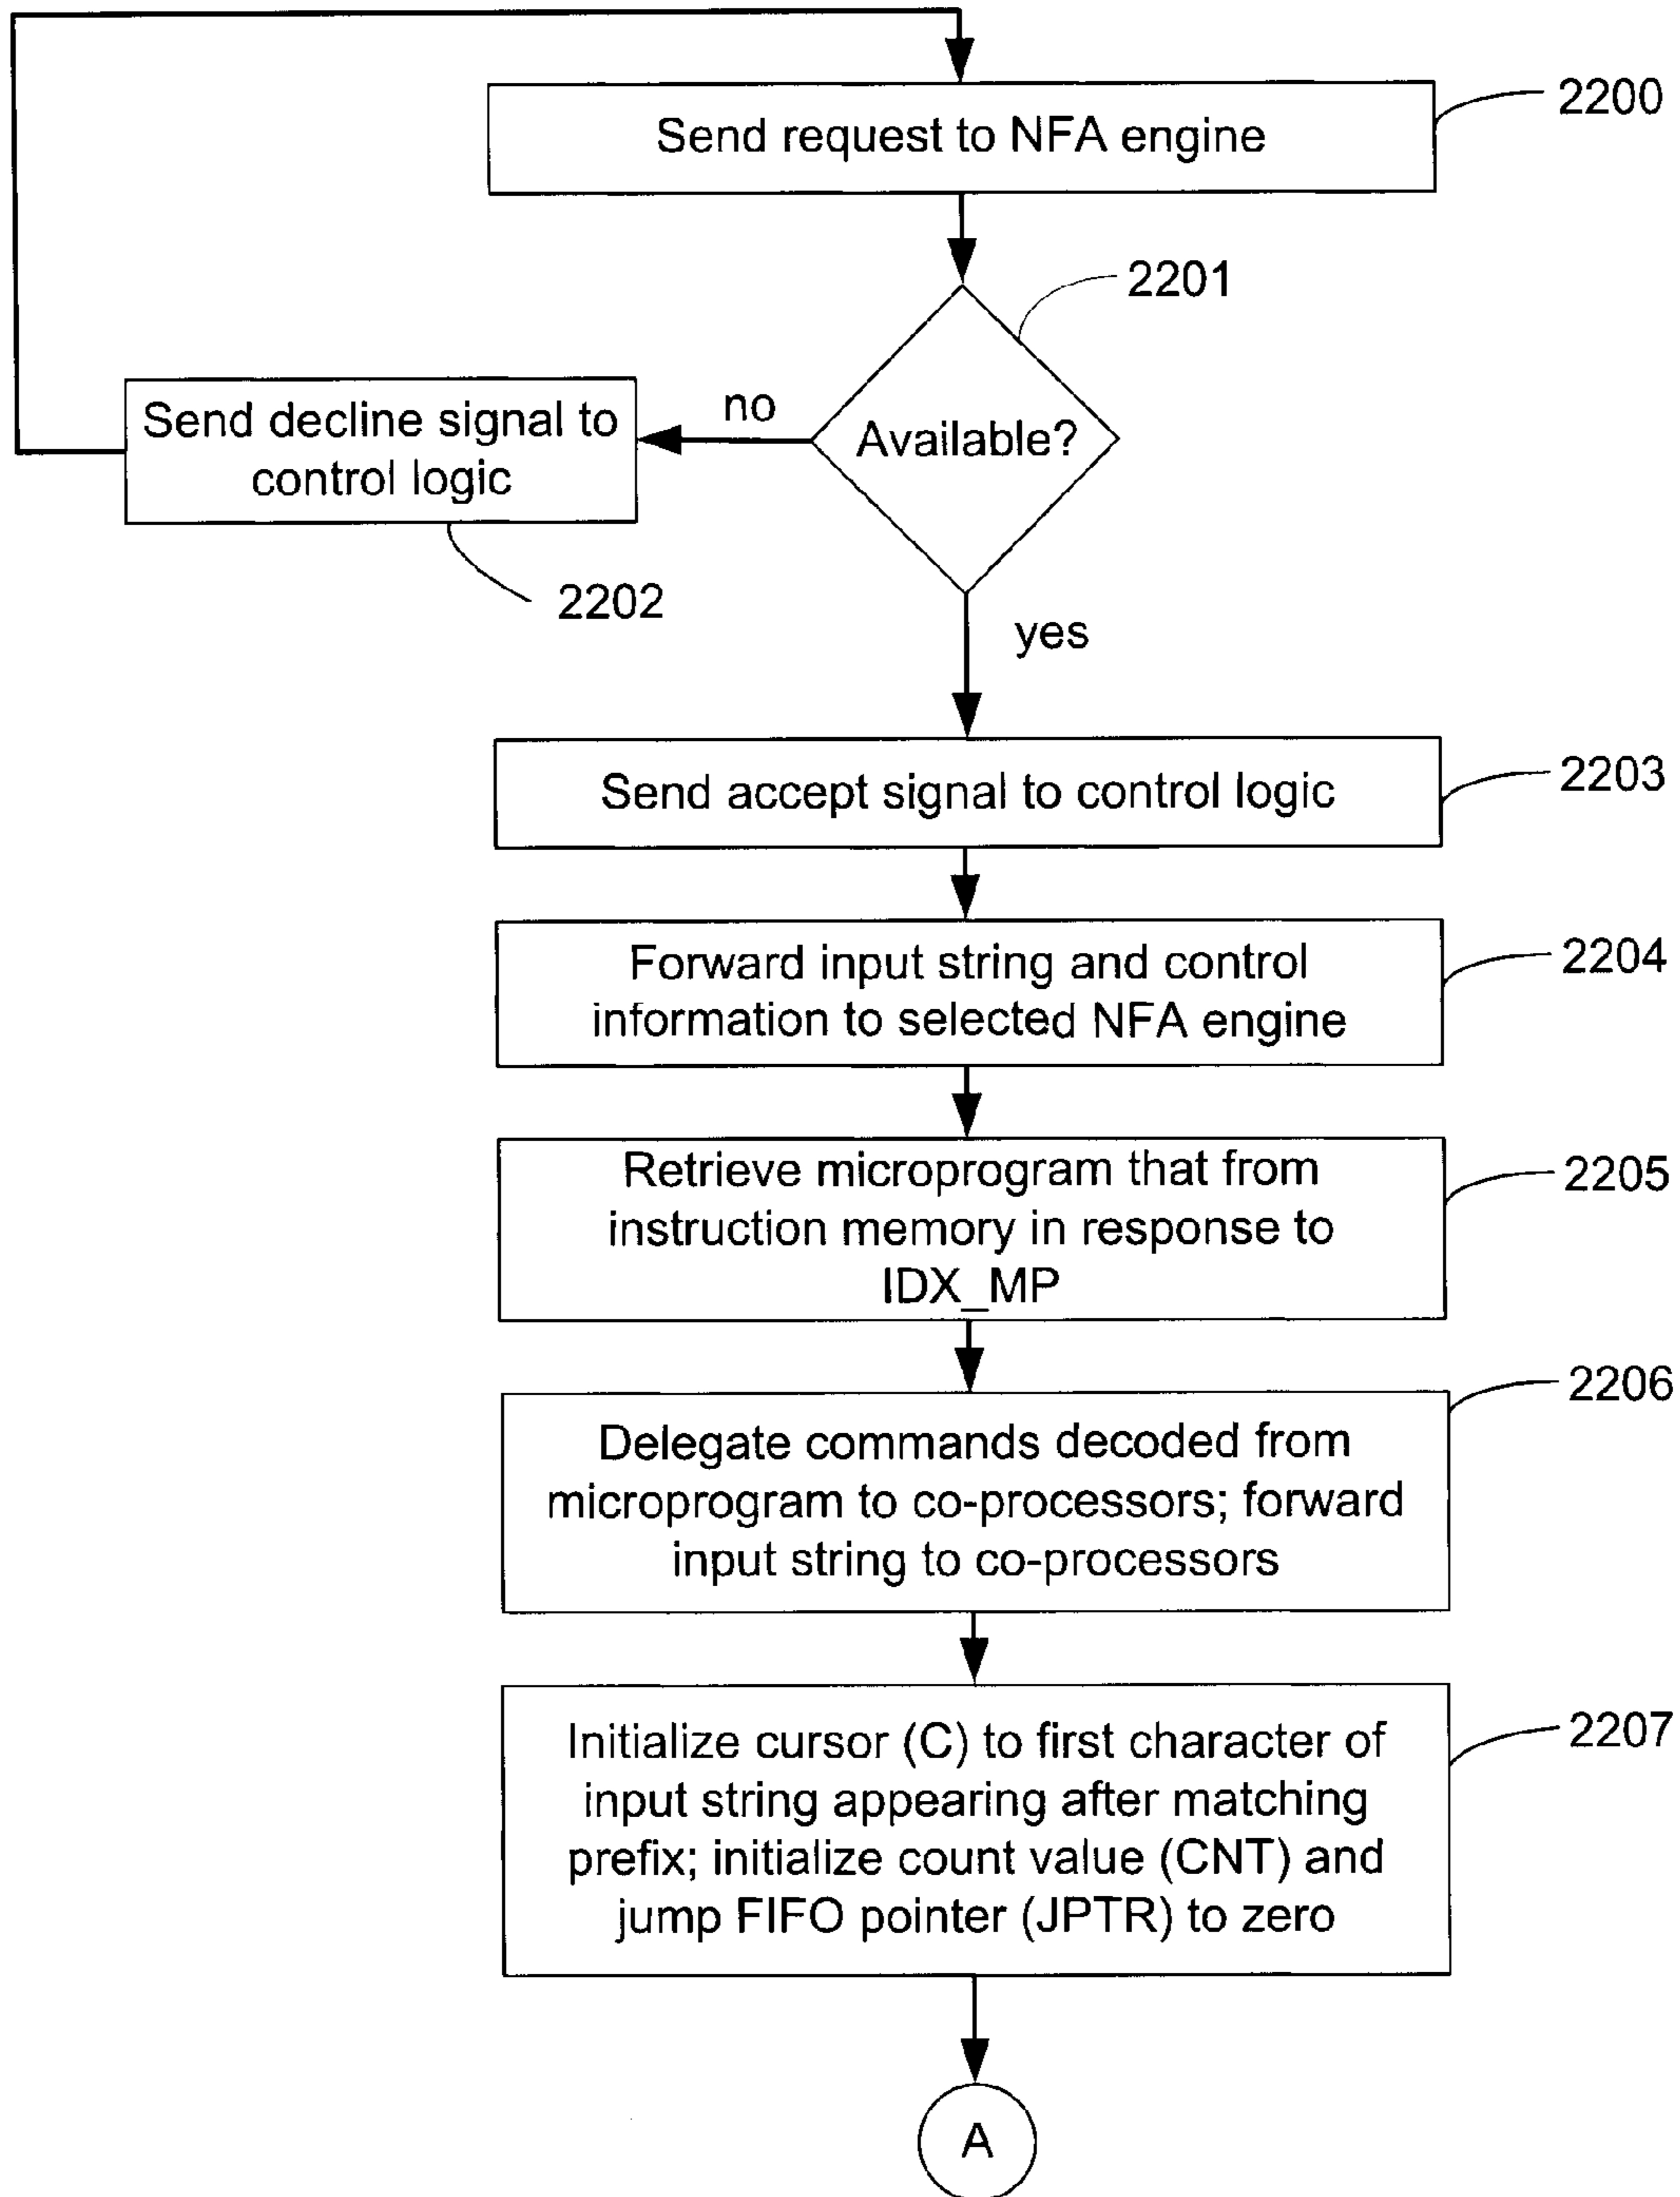 Send request to NFA engine
2200
2201
Available?
no
Send decline signal to
control logic
2202
yes
Send accept signal to control logic
2203
Forward input string and control
information to selected NFA engine
2204
Retrieve microprogram that from
instruction memory in response to
IDX_MP
2205
Delegate commands decoded from
microprogram to co-processors; forward
input string to co-processors
2206
Initialize cursor (C) to first character of
input string appearing after matching
prefix; initialize count value (CNT) and
jump FIFO pointer (JPTR) to zero
2207
A